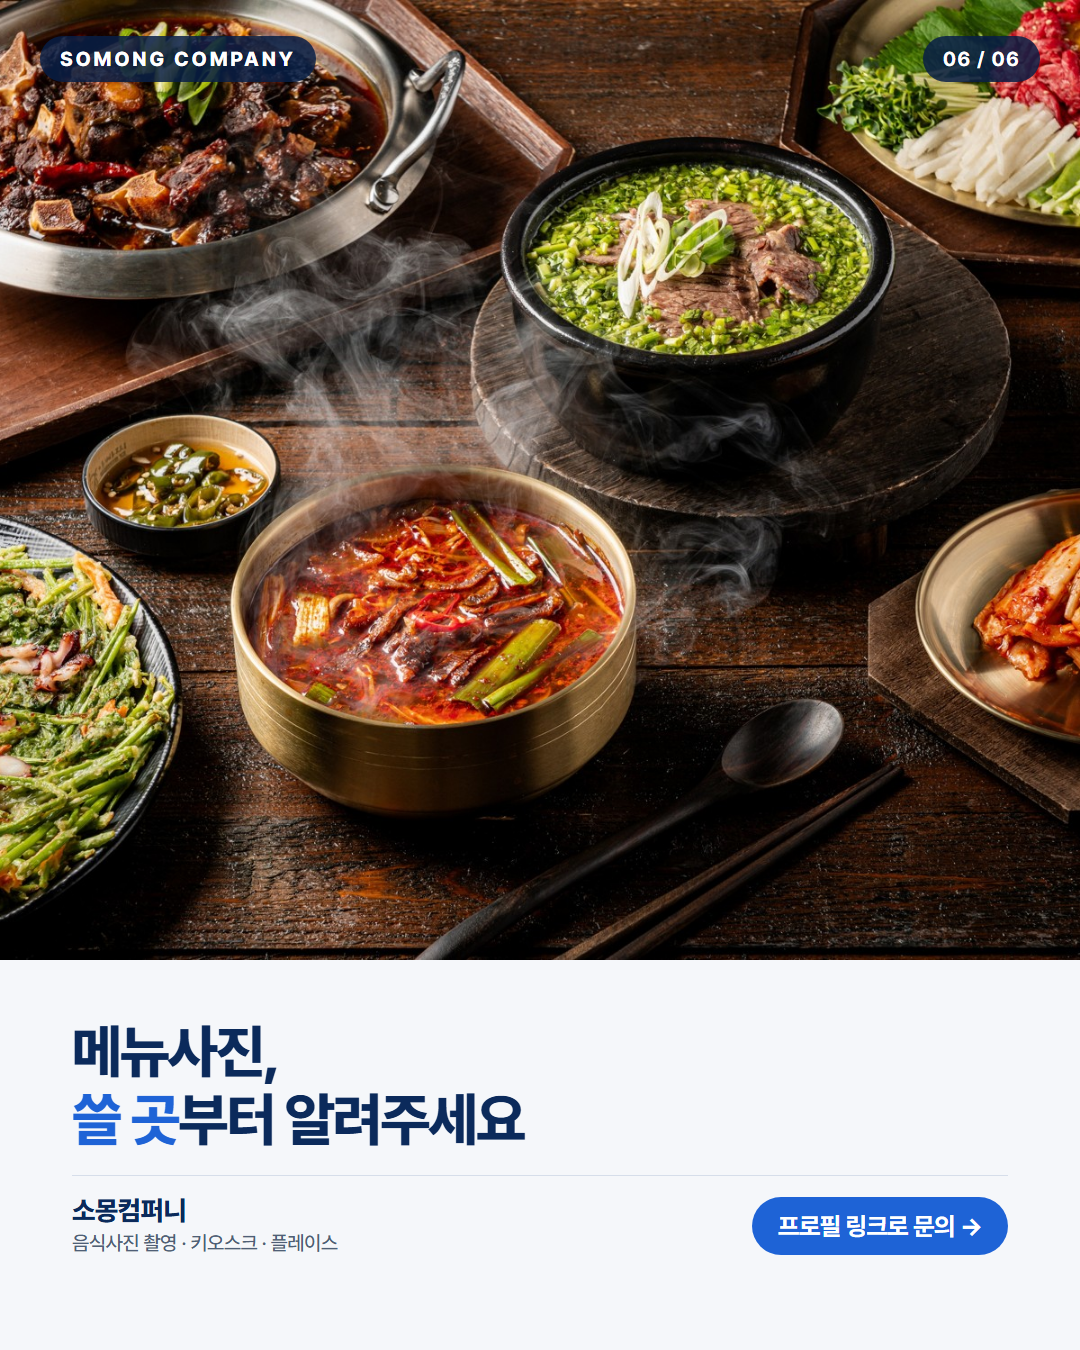 SOMONG COMPANY
06 / 06
메뉴사진,
쓸 곳부터 알려주세요
소몽컴퍼니
음식사진 촬영 · 키오스크 · 플레이스
프로필 링크로 문의 →